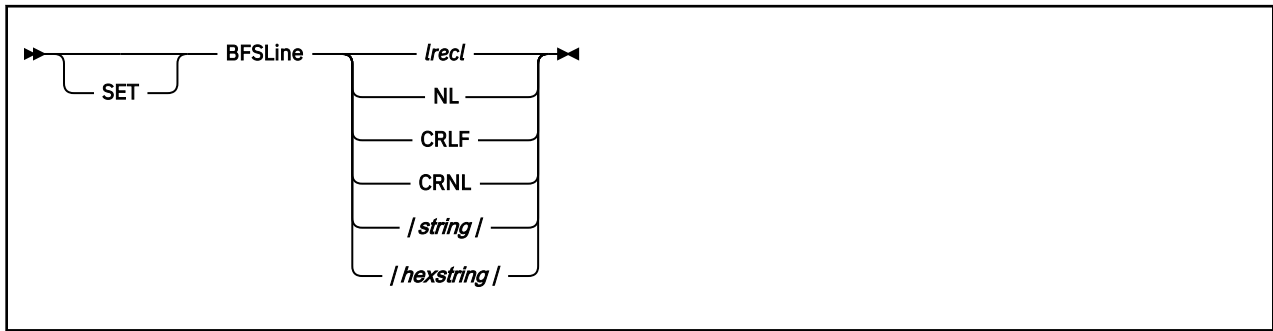 BFSLine lrecl
SET
NL
CRLF
CRNL
/ string /
/ hexstring /